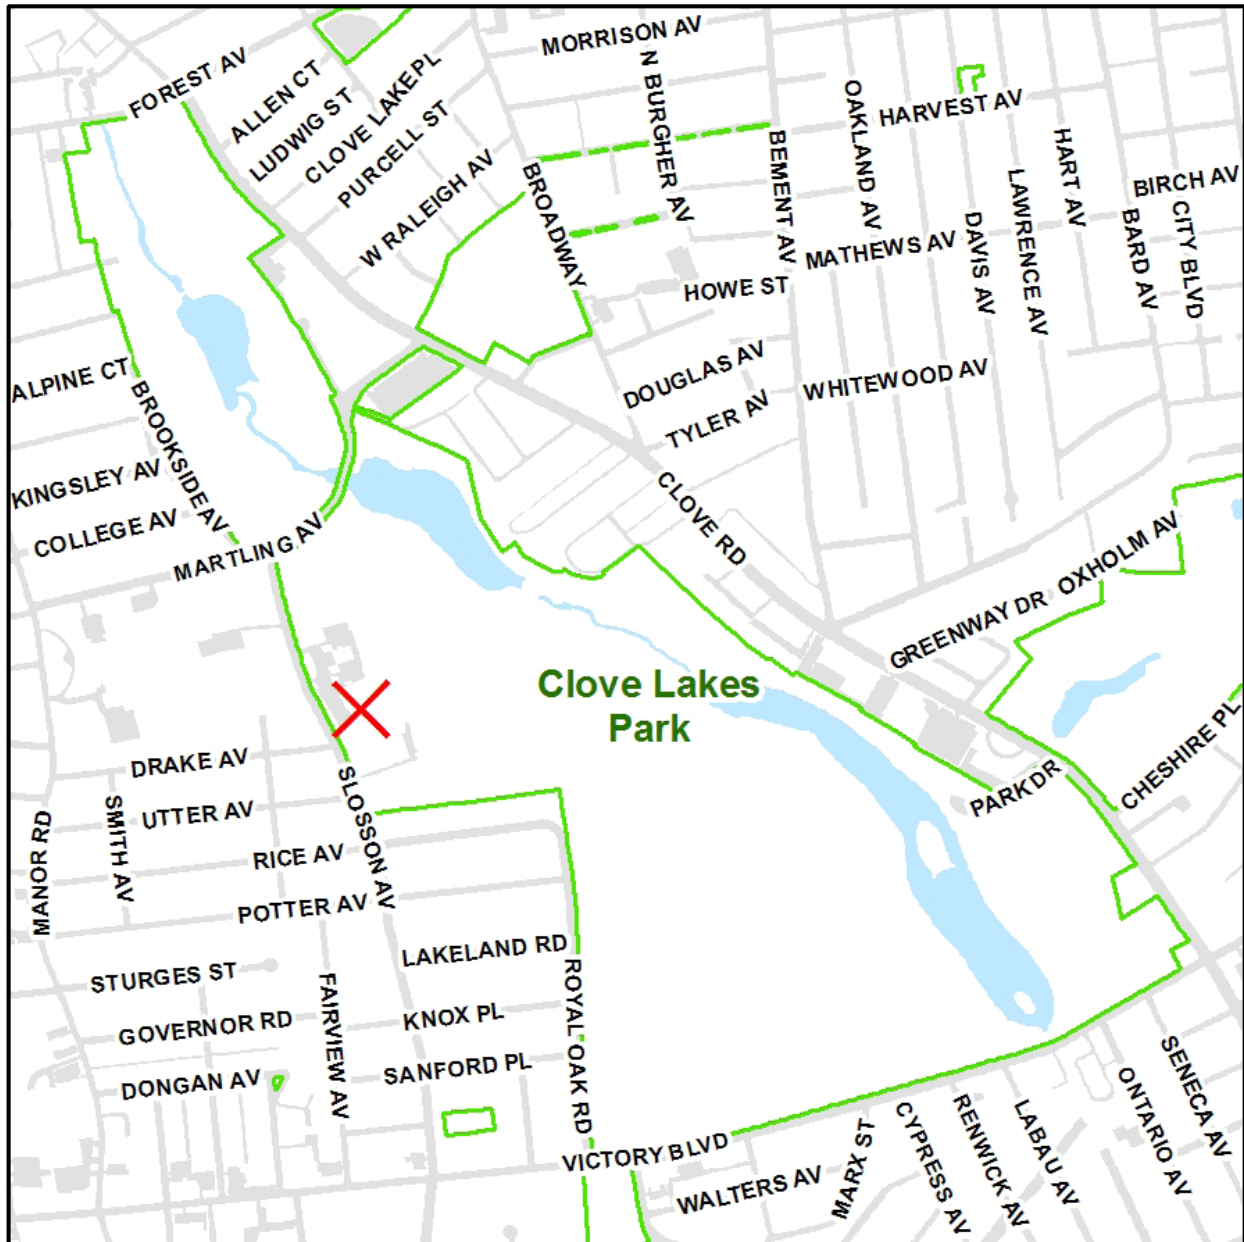 MORRISON AV
FOREST AV
ALLEN CT
LUDWIG ST
CLOVE LAKE PL
PURCELL ST
W RALEIGH AV
BROADWAY
N BURGHER AV
BEMENT AV
OAKLAND AV
HARVEST AV
HART AV
LAWRENCE AV
DAVIS AV
BIRCH AV
BARD AV
CITY BLVD
MATHEWS AV
HOWE ST
DOUGLAS AV
TYLER AV
WHITEWOOD AV
ALPINE CT
BROOKSIDE AV
KINGSLEY AV
COLLEGE AV
MARTLING AV
CLOVE RD
OXHOLM AV
GREENWAY DR
Clove Lakes
Park
PARK DR
CHESHIRE PL
DRAKE AV
UTTER AV
SMITH AV
MANOR RD
SLOSSON AV
RICE AV
POTTER AV
LAKELAND RD
STURGES ST
FAIRVIEW AV
ROYAL OAK RD
GOVERNOR RD
KNOX PL
DONGAN AV
SANFORD PL
VICTORY BLVD
WALTERS AV
MARX ST
CYPRESS AV
RENWICK AV
LABAU AV
ONTARIO AV
SENECA AV